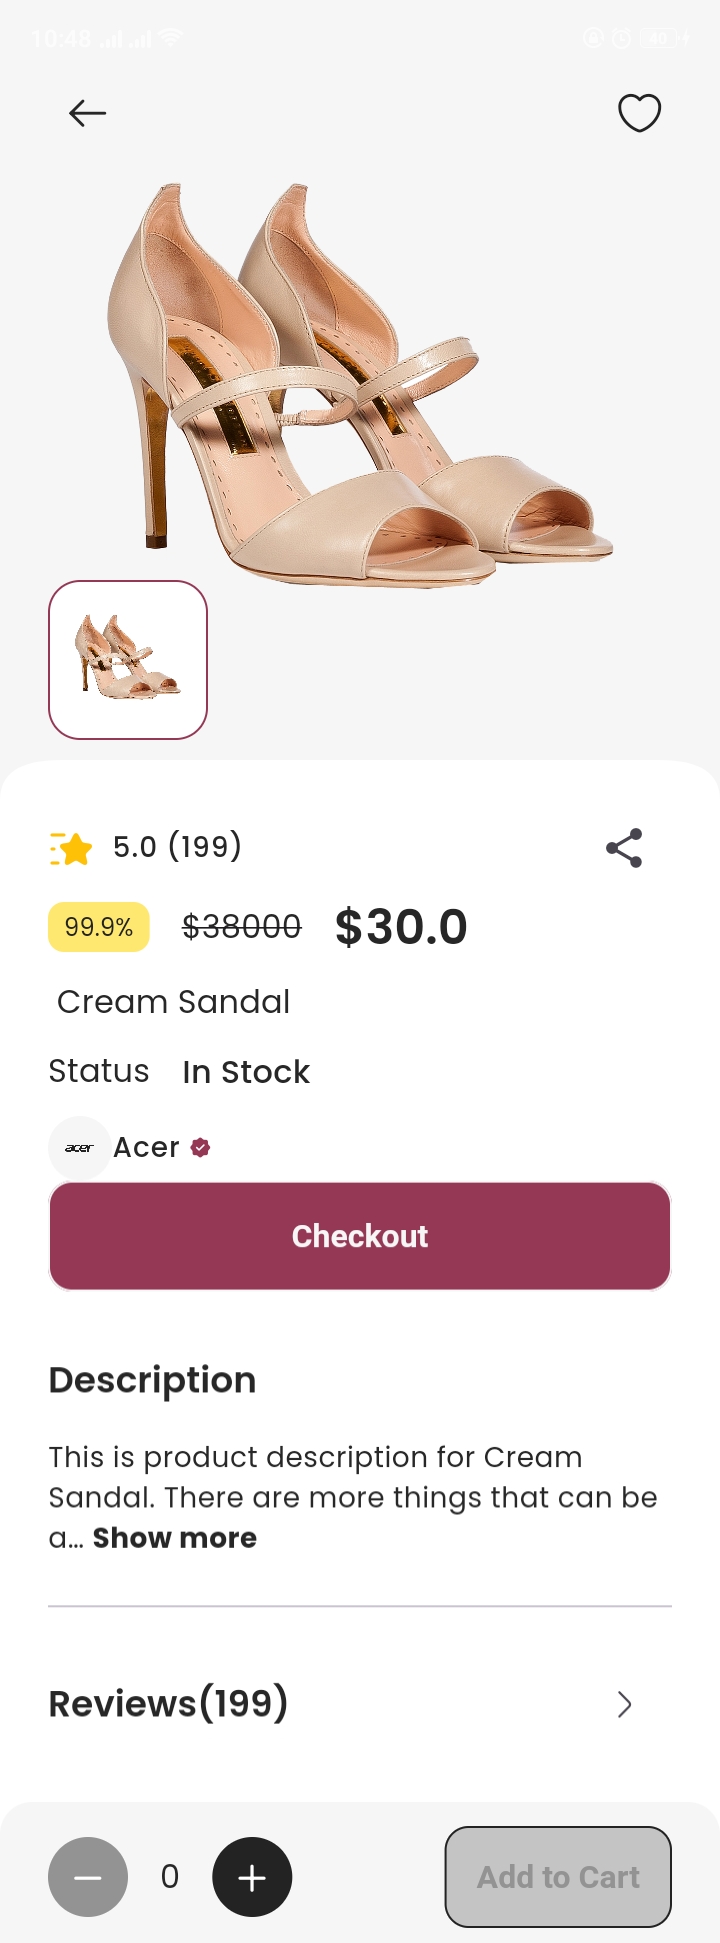 10:48
40
5.0 (199)
99.9% $38000 $30.0
Cream Sandal
Status In Stock
acer Acer
Checkout
Description
This is product description for Cream
Sandal. There are more things that can be
a... Show more
Reviews(199)
0 Add to Cart